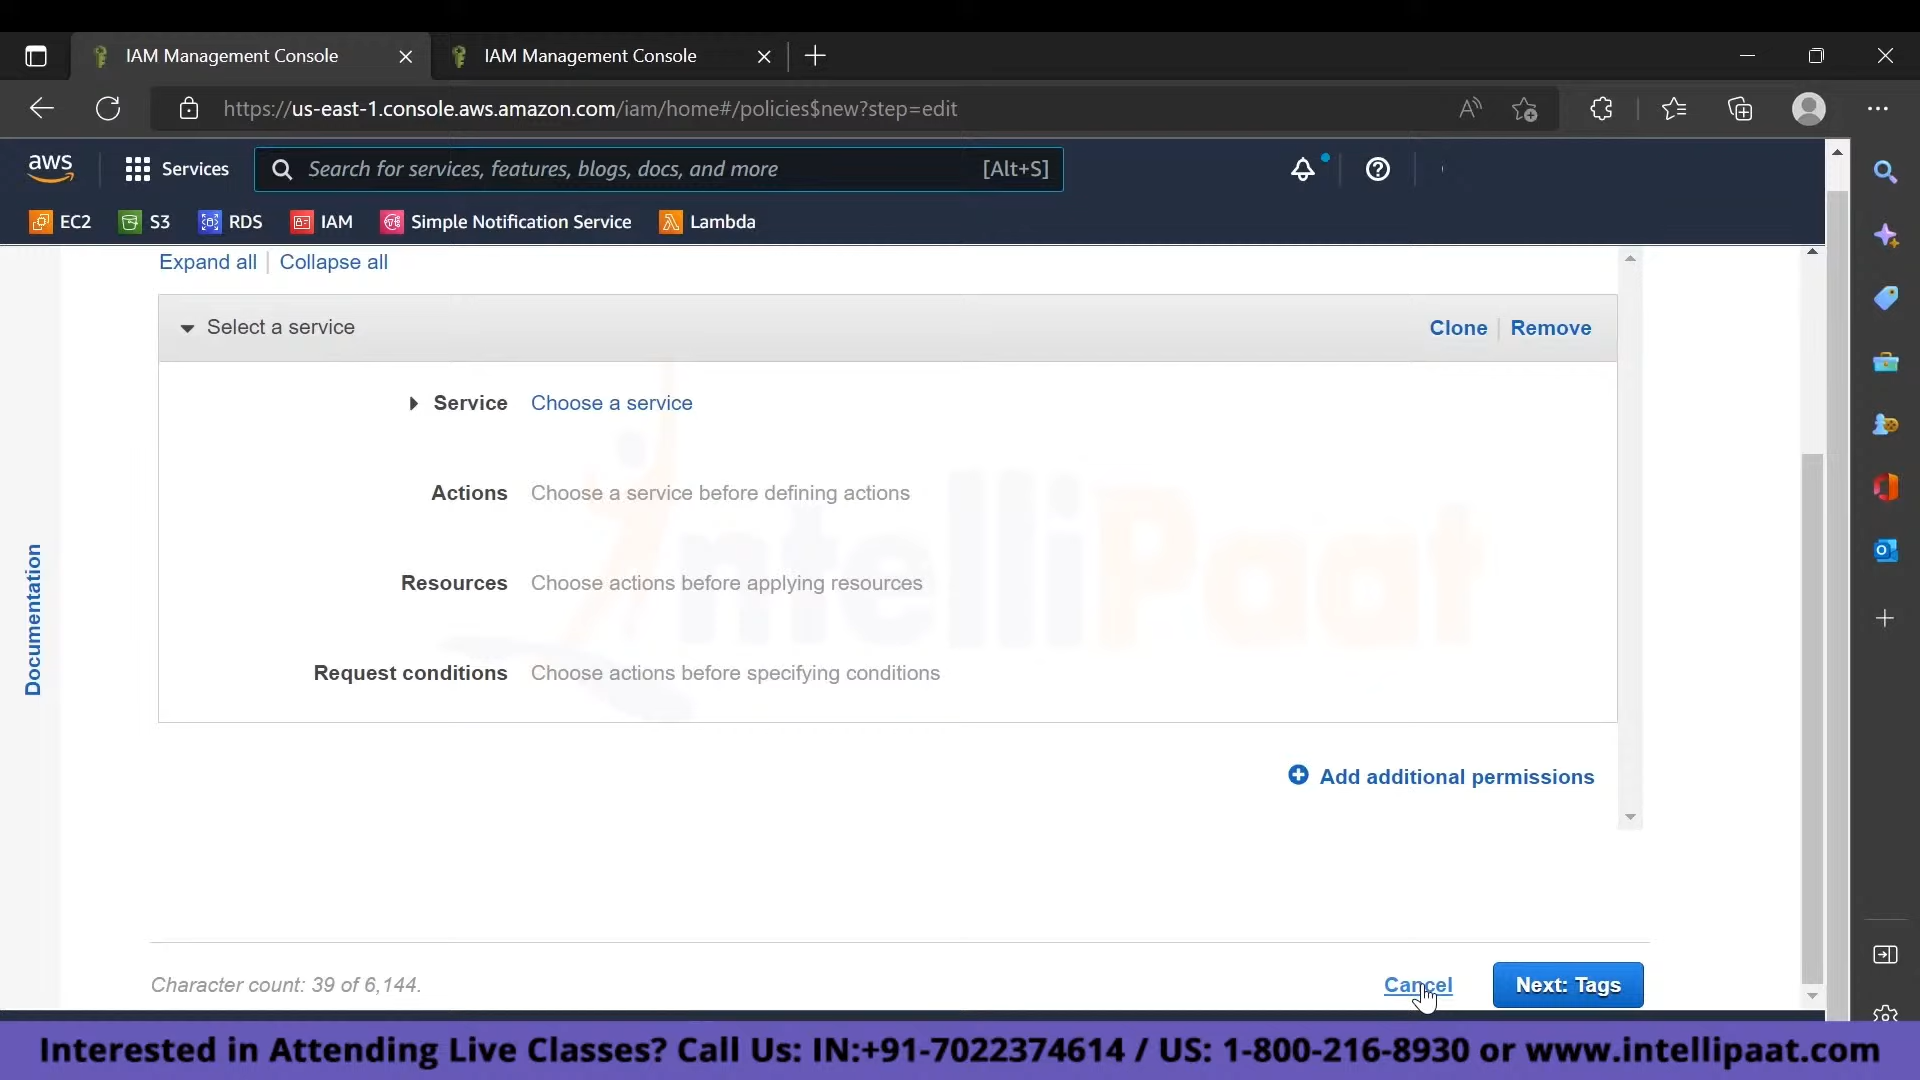 IAM Management Console
IAM Management Console
https://us-east-1.console.aws.amazon.com/iam/home#/policies$new?step=edit
aws
Services
Search for services, features, blogs, docs, and more
[Alt+S]
EC2
S3
RDS
IAM
Simple Notification Service
Lambda
Expand all
Collapse all
Select a service
Clone
Remove
Service
Choose a service
Actions
Choose a service before defining actions
Resources
Choose actions before applying resources
Request conditions
Choose actions before specifying conditions
IntelliPaat
Documentation
Add additional permissions
Character count: 39 of 6,144.
Cancel
Next: Tags
Interested in Attending Live Classes? Call Us: IN:+91-7022374614 / US: 1-800-216-8930 or www.intellipaat.com